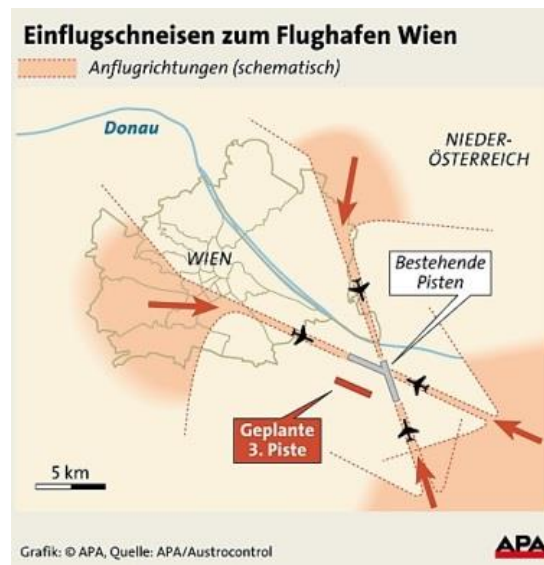 Einflugschneisen zum Flughafen Wien
Anflugrichtungen (schematisch)
Donau
NIEDER-
ÖSTERREICH
WIEN
Bestehende
Pisten
Geplante
3. Piste
5 km
Grafik: © APA, Quelle: APA/Austrocontrol
APA